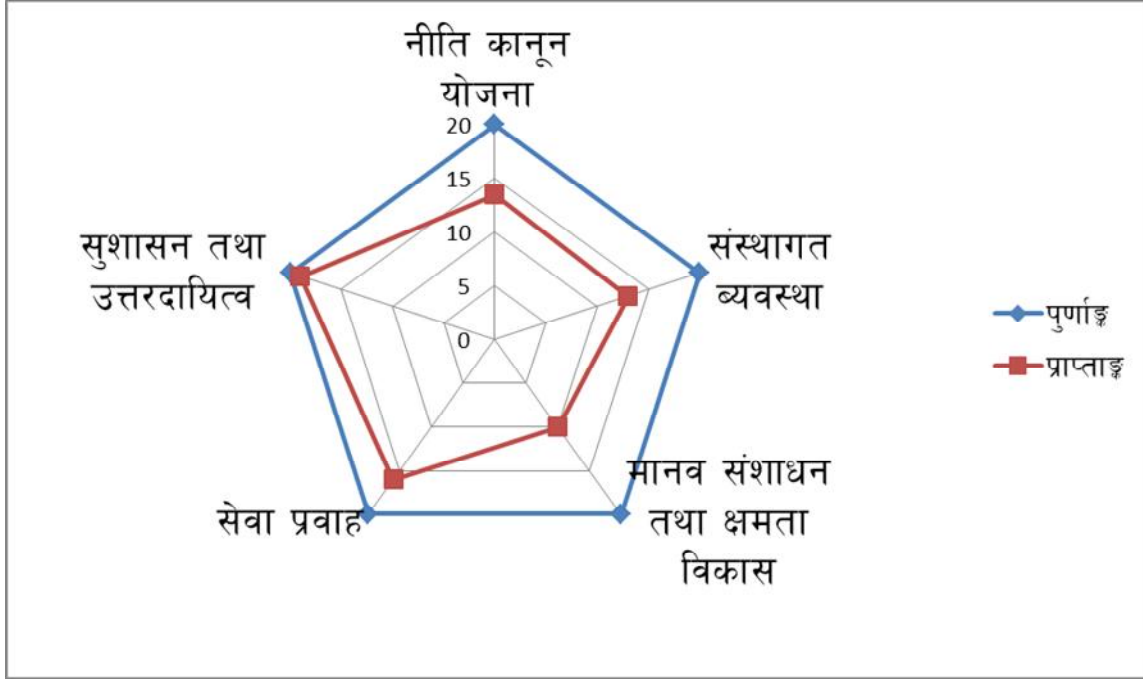 नीति कानून
योजना
20
15
10
5
0
संस्थागत
ब्यवस्था
मानव संशाधन
तथा क्षमता
विकास
सेवा प्रवाह
सुशासन तथा
उत्तरदायित्व
पुर्णाङ्क
प्राप्ताङ्क